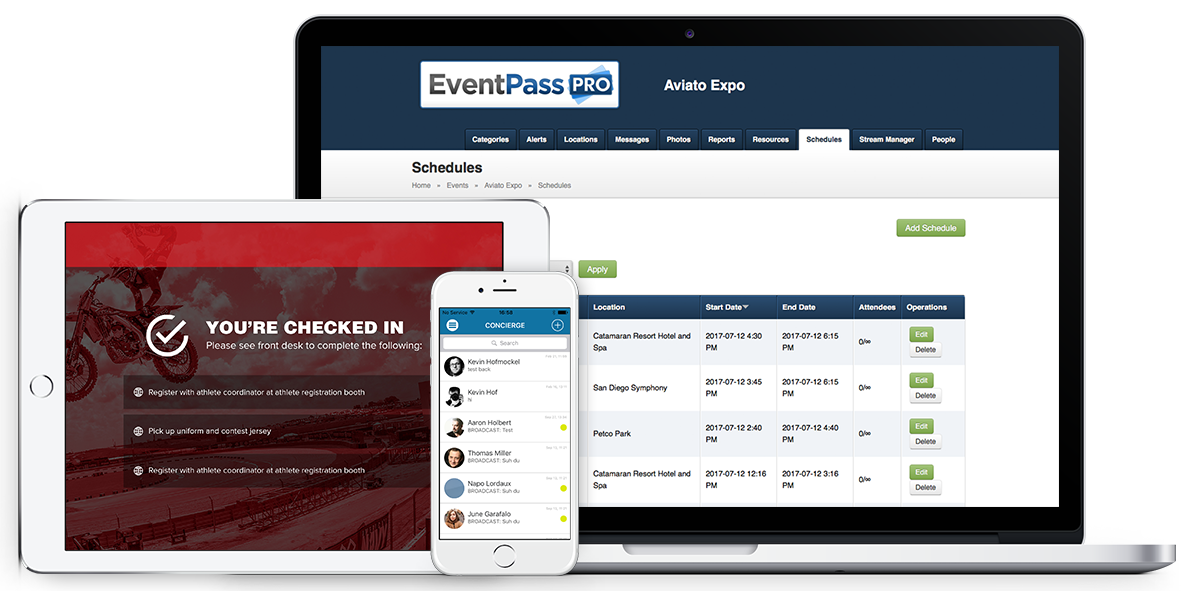 EventPass PRO
Aviato Expo
Categories
Alerts
Locations
Messages
Photos
Reports
Resources
Schedules
Stream Manager
People
Schedules
Home » Events » Aviato Expo » Schedules
Add Schedule
Apply
Location
Start Date
End Date
Attendees
Operations
Catamaran Resort Hotel and
Spa
2017-07-12 4:30
PM
2017-07-12 6:15
PM
0/∞
Edit
Delete
San Diego Symphony
2017-07-12 3:45
PM
2017-07-12 6:15
PM
0/∞
Edit
Delete
Petco Park
2017-07-12 2:40
PM
2017-07-12 4:40
PM
0/∞
Edit
Delete
Catamaran Resort Hotel and
Spa
2017-07-12 12:16
PM
2017-07-12 3:16
PM
0/∞
Edit
Delete
YOU'RE CHECKED IN
Please see front desk to complete the following:
Register with athlete coordinator at athlete registration booth
Pick up uniform and contest jersey
Register with athlete coordinator at athlete registration booth
No Service
16:58
CONCIERGE
Search
Kevin Hofmockel
test back
Kevin Hof
N
Aaron Holbert
BROADCAST: Test
Thomas Miller
BROADCAST: Suh du
Napo Lordaux
BROADCAST: Suh du
June Garafalo
BROADCAST: Suh du